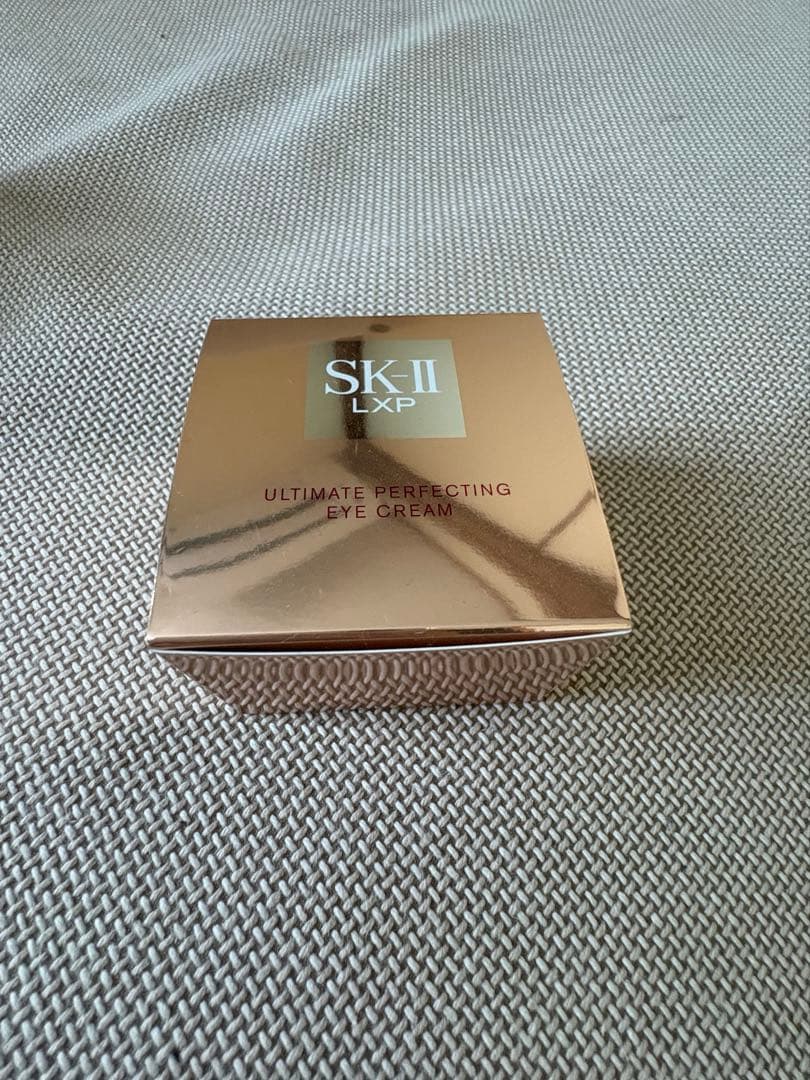 SK-II
LXP
ULTIMATE PERFECTING
EYE CREAM